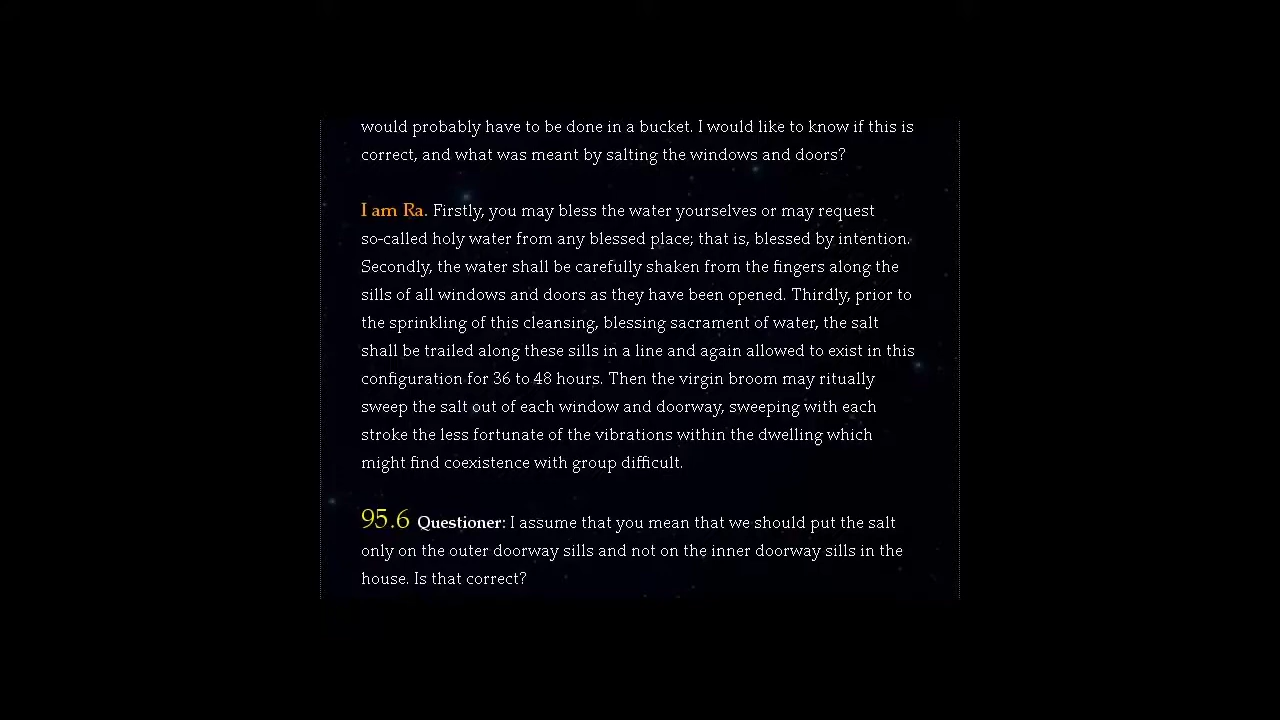 would probably have to be done in a bucket. I would like to know if this is
correct, and what was meant by salting the windows and doors?
I am Ra. Firstly, you may bless the water yourselves or may request
so-called holy water from any blessed place; that is, blessed by intention.
Secondly, the water shall be carefully shaken from the fingers along the
sills of all windows and doors as they have been opened. Thirdly, prior to
the sprinkling of this cleansing, blessing sacrament of water, the salt
shall be trailed along these sills in a line and again allowed to exist in this
configuration for 36 to 48 hours. Then the virgin broom may ritually
sweep the salt out of each window and doorway, sweeping with each
stroke the less fortunate of the vibrations within the dwelling which
might find coexistence with group difficult.
95.6 Questioner: I assume that you mean that we should put the salt
only on the outer doorway sills and not on the inner doorway sills in the
house. Is that correct?